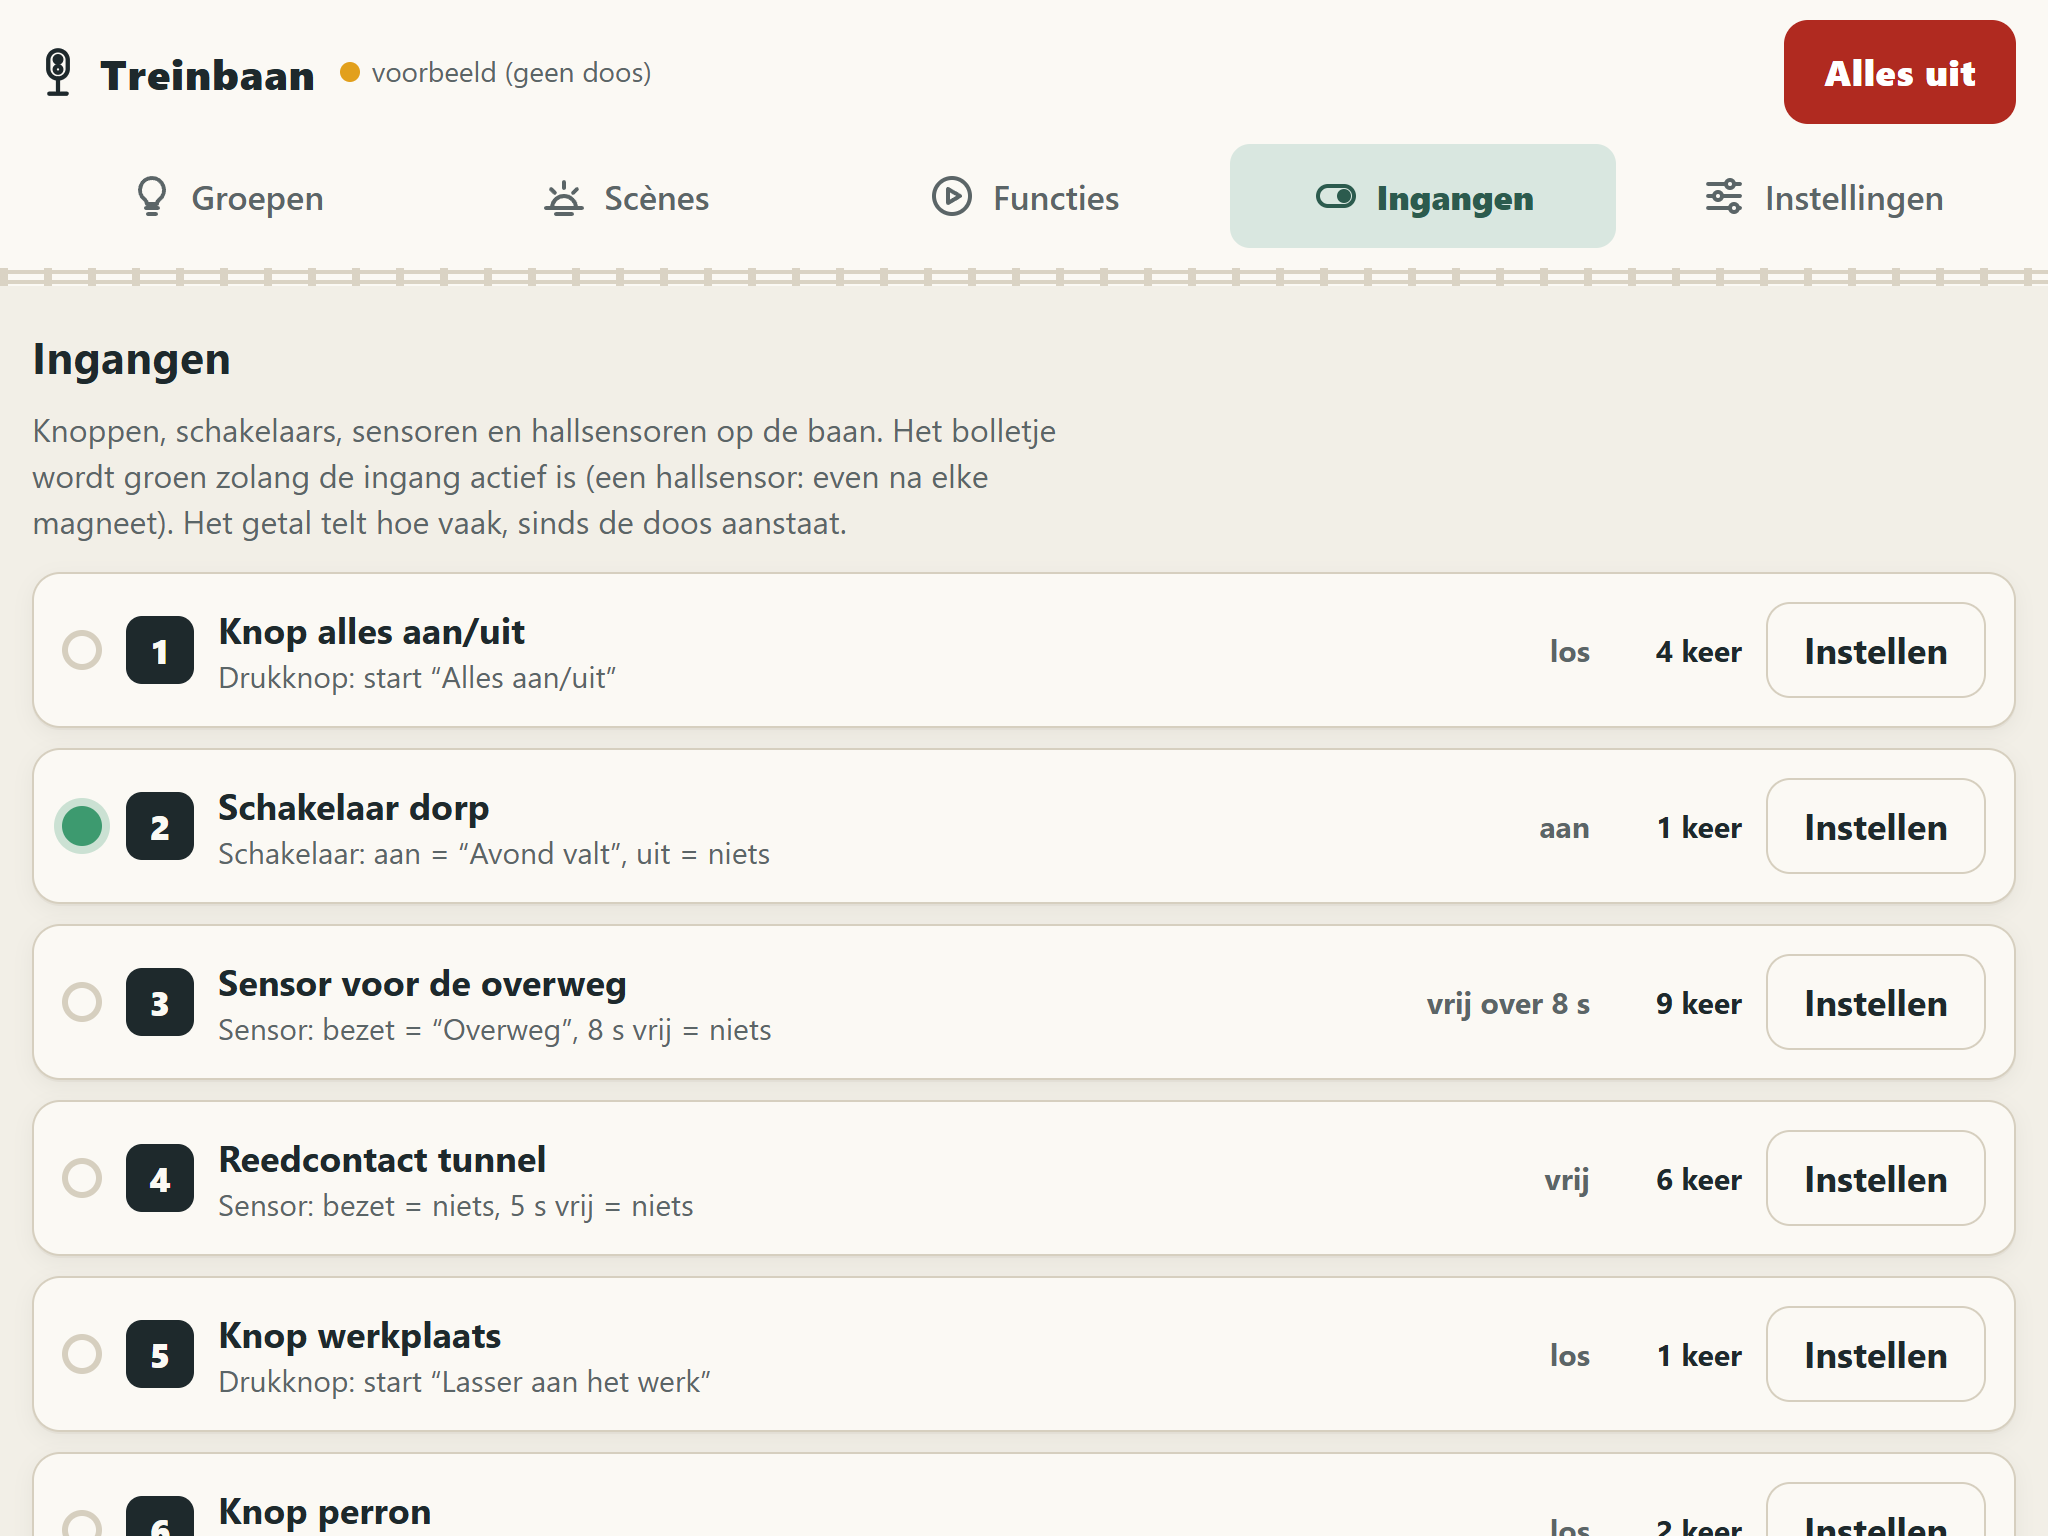 Treinbaan
voorbeeld (geen doos)
Alles uit
Groepen
Scènes
Functies
Ingangen
Instellingen
Ingangen
Knoppen, schakelaars, sensoren en hallsensoren op de baan. Het bolletje
wordt groen zolang de ingang actief is (een hallsensor: even na elke
magneet). Het getal telt hoe vaak, sinds de doos aanstaat.
1
Knop alles aan/uit
Drukknop: start “Alles aan/uit”
los
4 keer
Instellen
2
Schakelaar dorp
Schakelaar: aan = “Avond valt”, uit = niets
aan
1 keer
Instellen
3
Sensor voor de overweg
Sensor: bezet = “Overweg”, 8 s vrij = niets
vrij over 8 s
9 keer
Instellen
4
Reedcontact tunnel
Sensor: bezet = niets, 5 s vrij = niets
vrij
6 keer
Instellen
5
Knop werkplaats
Drukknop: start “Lasser aan het werk”
los
1 keer
Instellen
6
Knop perron
los
2 keer
Instellen